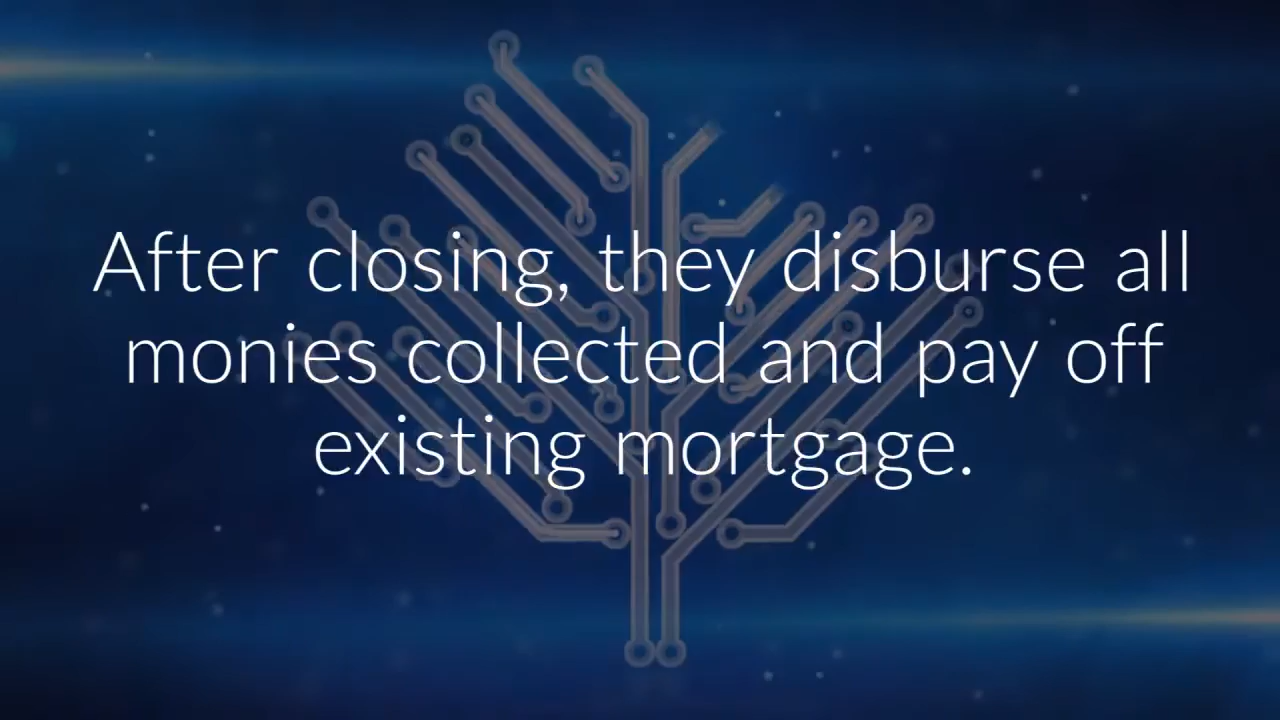 After closing, they disburse all
monies collected and pay off
existing mortgage.